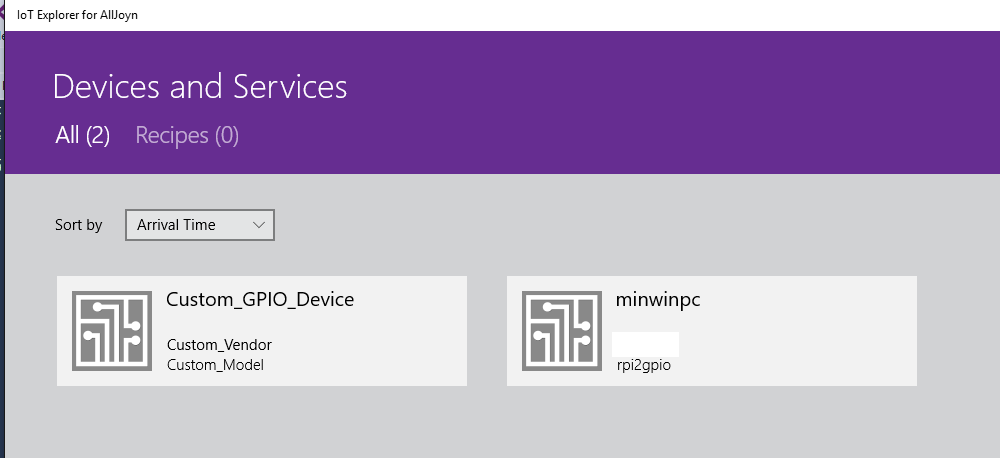 IoT Explorer for AllJoyn
Devices and Services
All (2) Recipes (0)
Sort by Arrival Time
Custom_GPIO_Device
Custom_Vendor
Custom_Model
minwinpc
rpi2gpio